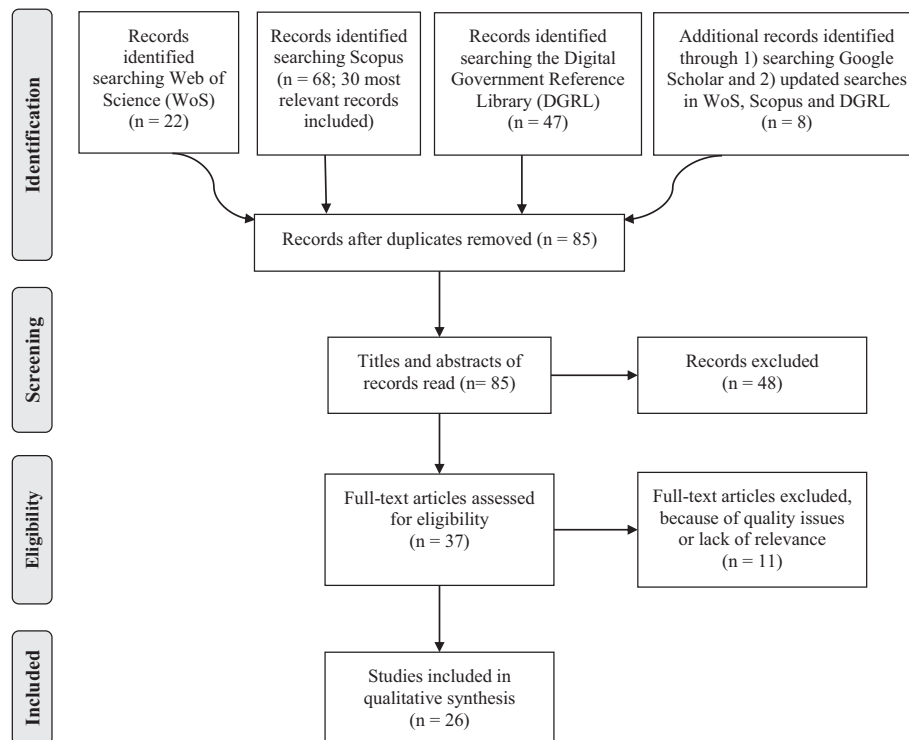 Identification
Records
identified
searching Web of
Science (WoS)
(n = 22)
Records identified
searching Scopus
(n = 68; 30 most
relevant records
included)
Records identified
searching the Digital
Government Reference
Library (DGRL)
(n = 47)
Additional records identified
through 1) searching Google
Scholar and 2) updated searches
in WoS, Scopus and DGRL
(n = 8)
Records after duplicates removed (n = 85)
Screening
Titles and abstracts of
records read (n= 85)
Records excluded
(n = 48)
Eligibility
Full-text articles assessed
for eligibility
(n = 37)
Full-text articles excluded,
because of quality issues
or lack of relevance
(n = 11)
Included
Studies included in
qualitative synthesis
(n = 26)